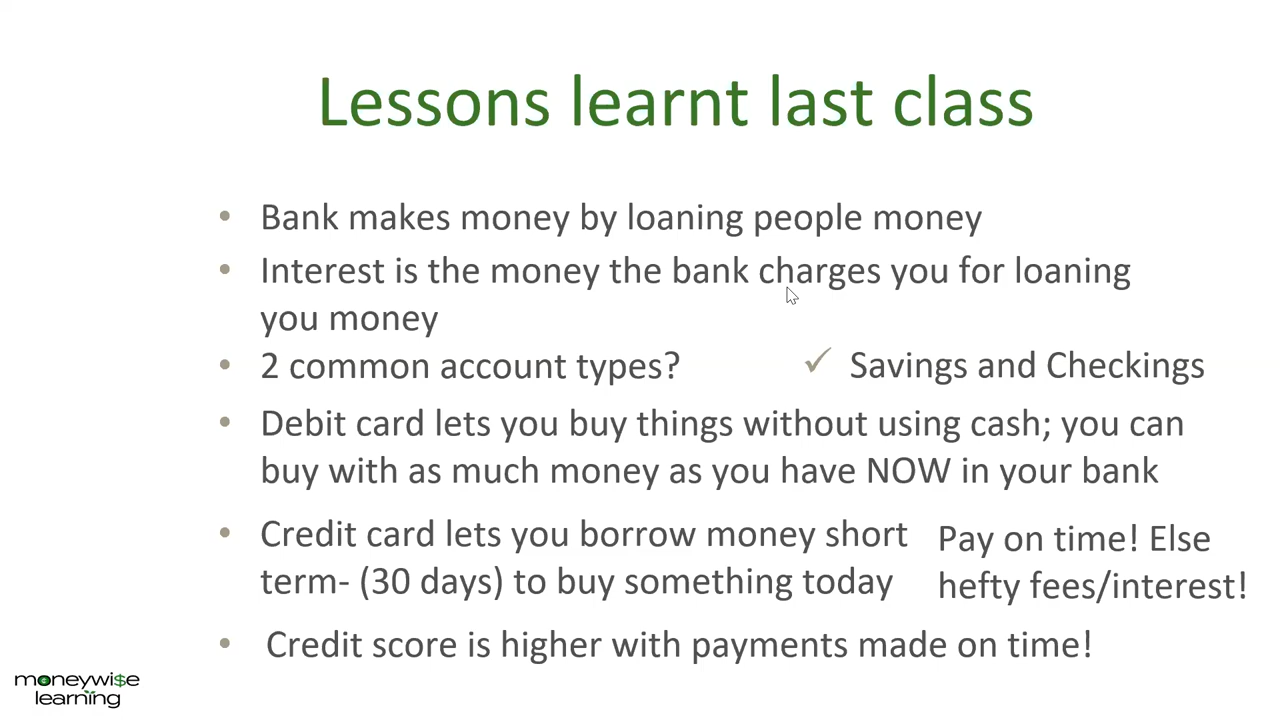 Lessons learnt last class
• Bank makes money by loaning people money
• Interest is the money the bank charges you for loaning
you money
• 2 common account types?
✓ Savings and Checkings
• Debit card lets you buy things without using cash; you can
buy with as much money as you have NOW in your bank
• Credit card lets you borrow money short
term- (30 days) to buy something today
Pay on time! Else
hefty fees/interest!
• Credit score is higher with payments made on time!
moneywi$e
learning